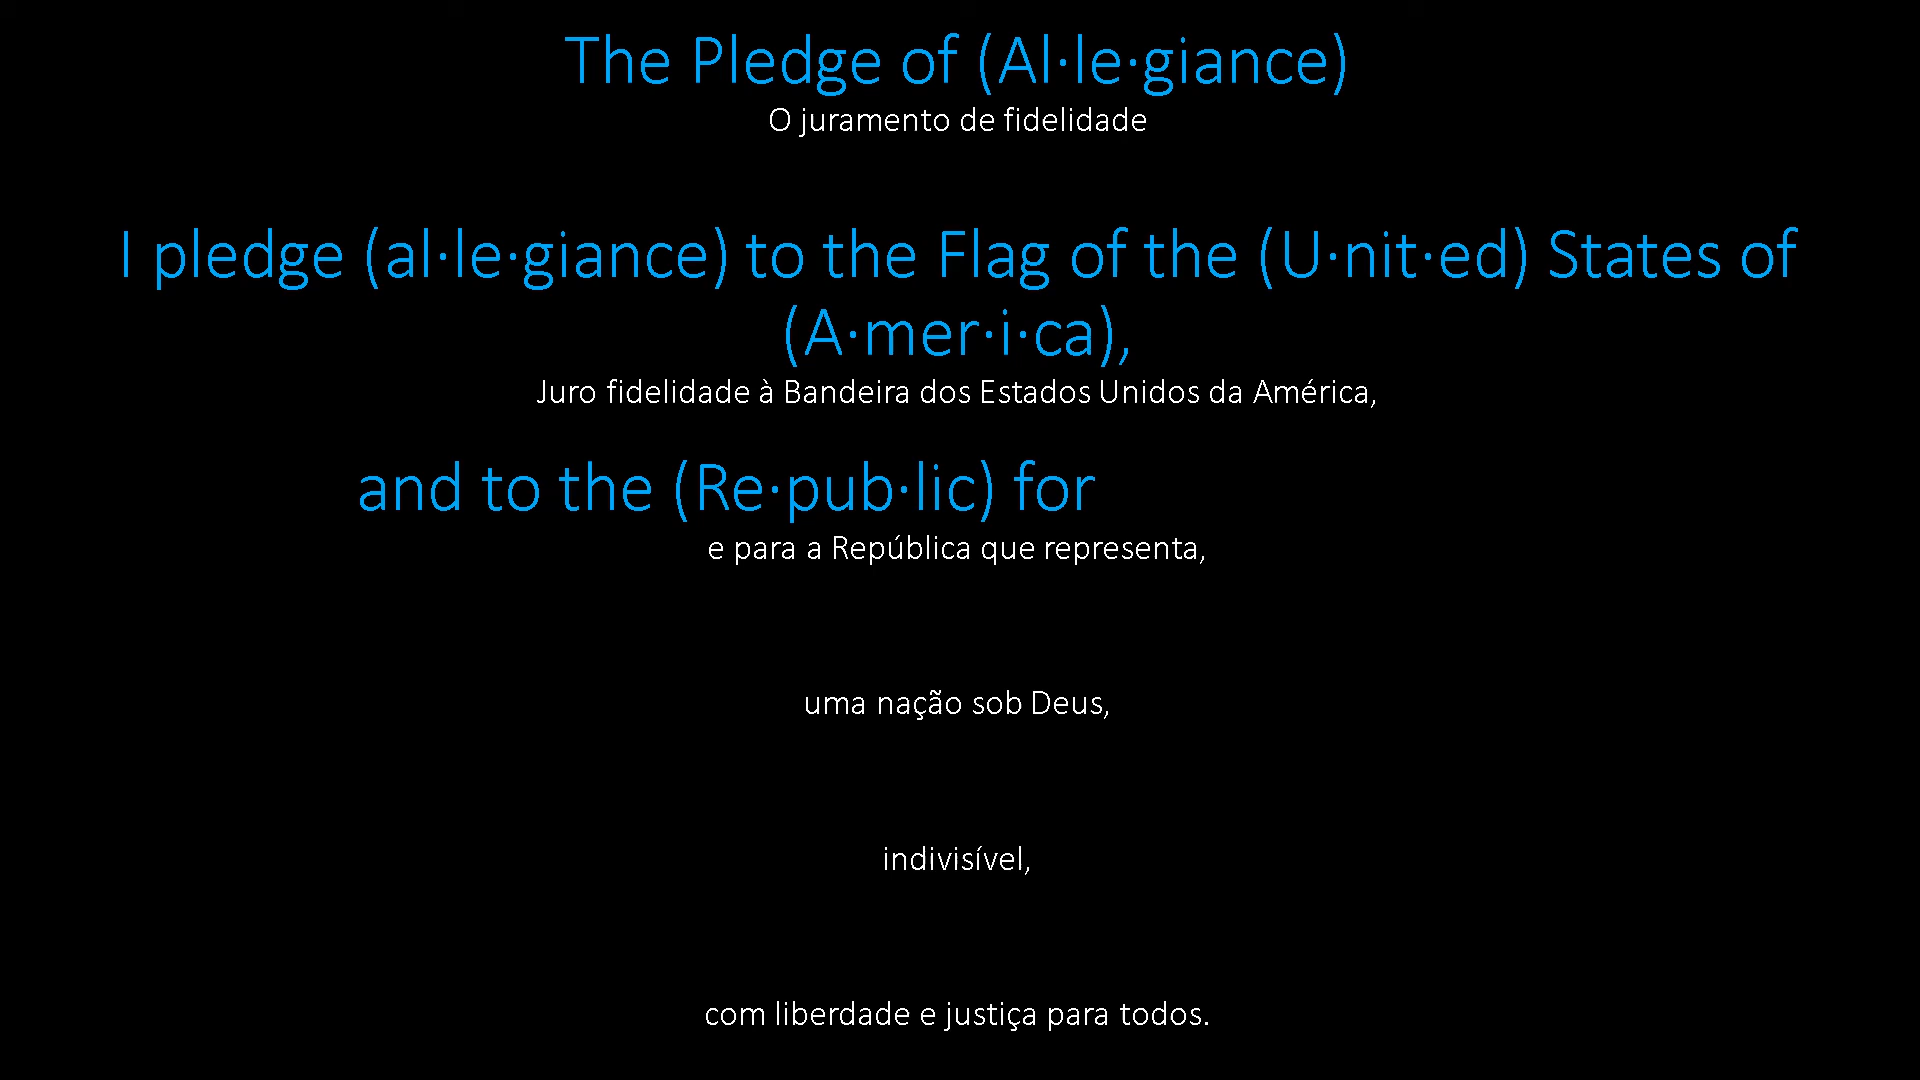 The Pledge of (Al·le·giance)
O juramento de fidelidade
I pledge (al·le·giance) to the Flag of the (U·nit·ed) States of
(A·mer·i·ca),
Juro fidelidade à Bandeira dos Estados Unidos da América,
and to the (Re·pub·lic) for
e para a República que representa,
uma nação sob Deus,
indivisível,
com liberdade e justiça para todos.